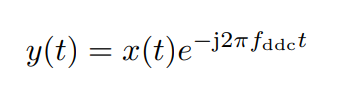 y(t) = x(t)e^{-j2πf_{ddc}t}